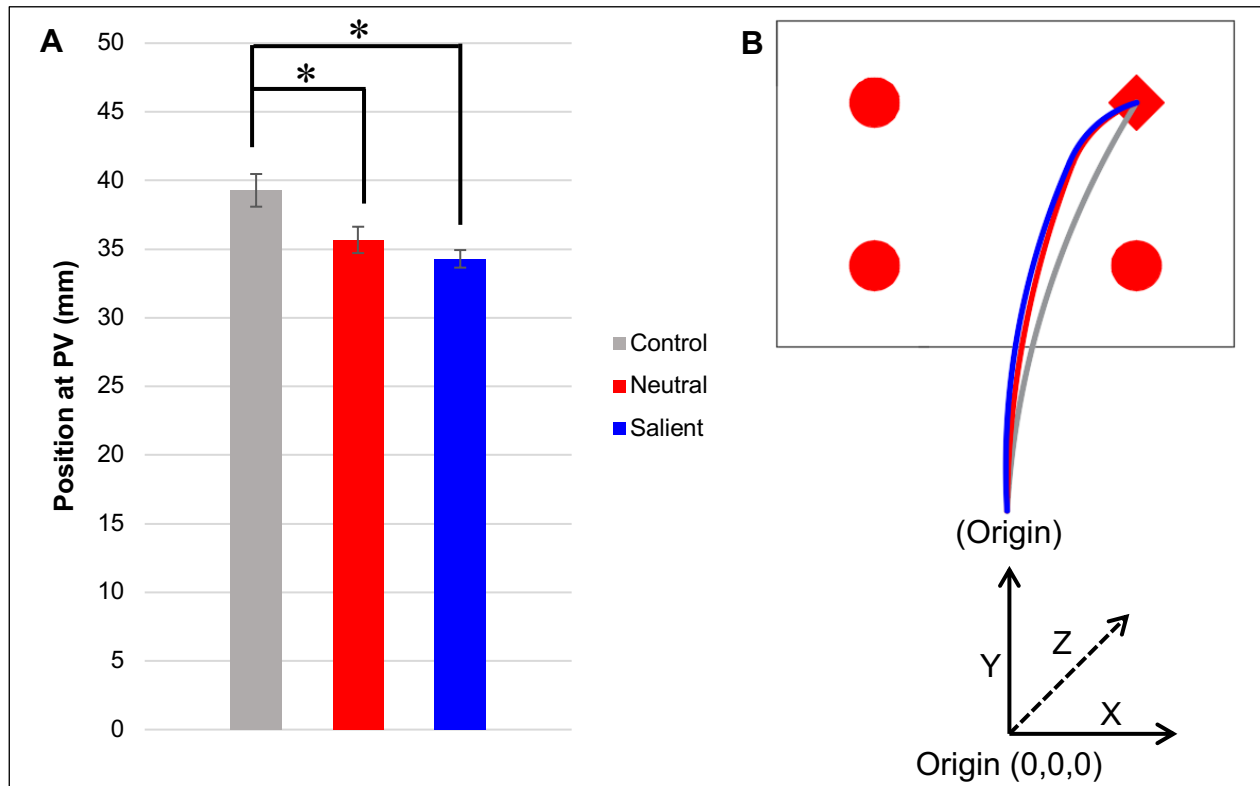 A
*
*
Position at PV (mm)
50
45
40
35
30
25
20
15
10
5
0
Control
Neutral
Salient
B
(Origin)
Y
Z
X
Origin (0,0,0)